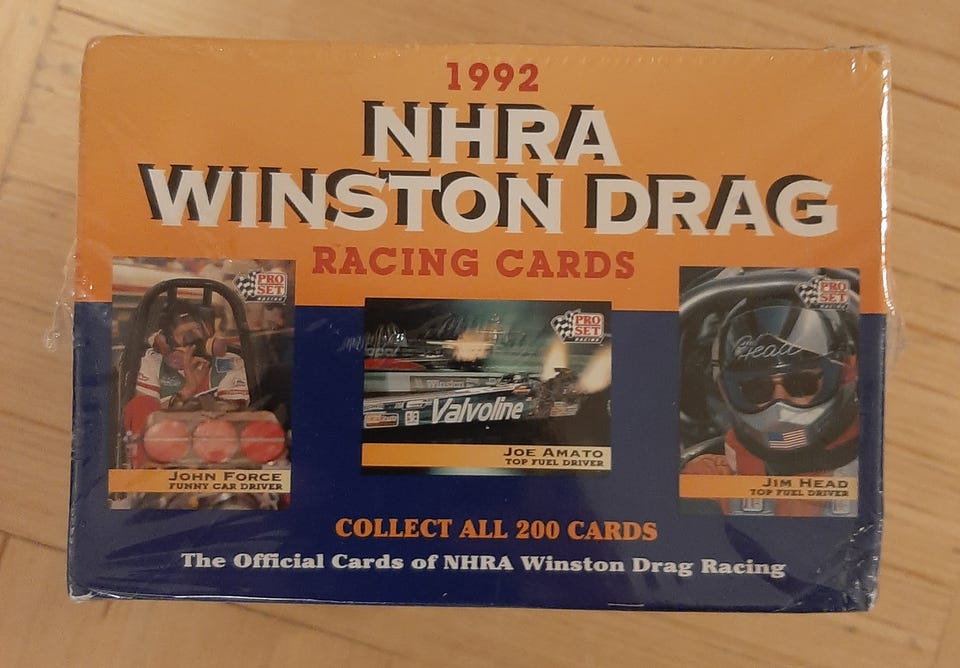 1992
NHRA
WINSTON DRAG
RACING CARDS
PRO
SET
RACING
JOHN FORCE
FUNNY CAR DRIVER
PRO
SET
RACING
Winston
Valvoline
JOE AMATO
TOP FUEL DRIVER
PRO
SET
RACING
Head
JIM HEAD
TOP FUEL DRIVER
COLLECT ALL 200 CARDS
The Official Cards of NHRA Winston Drag Racing